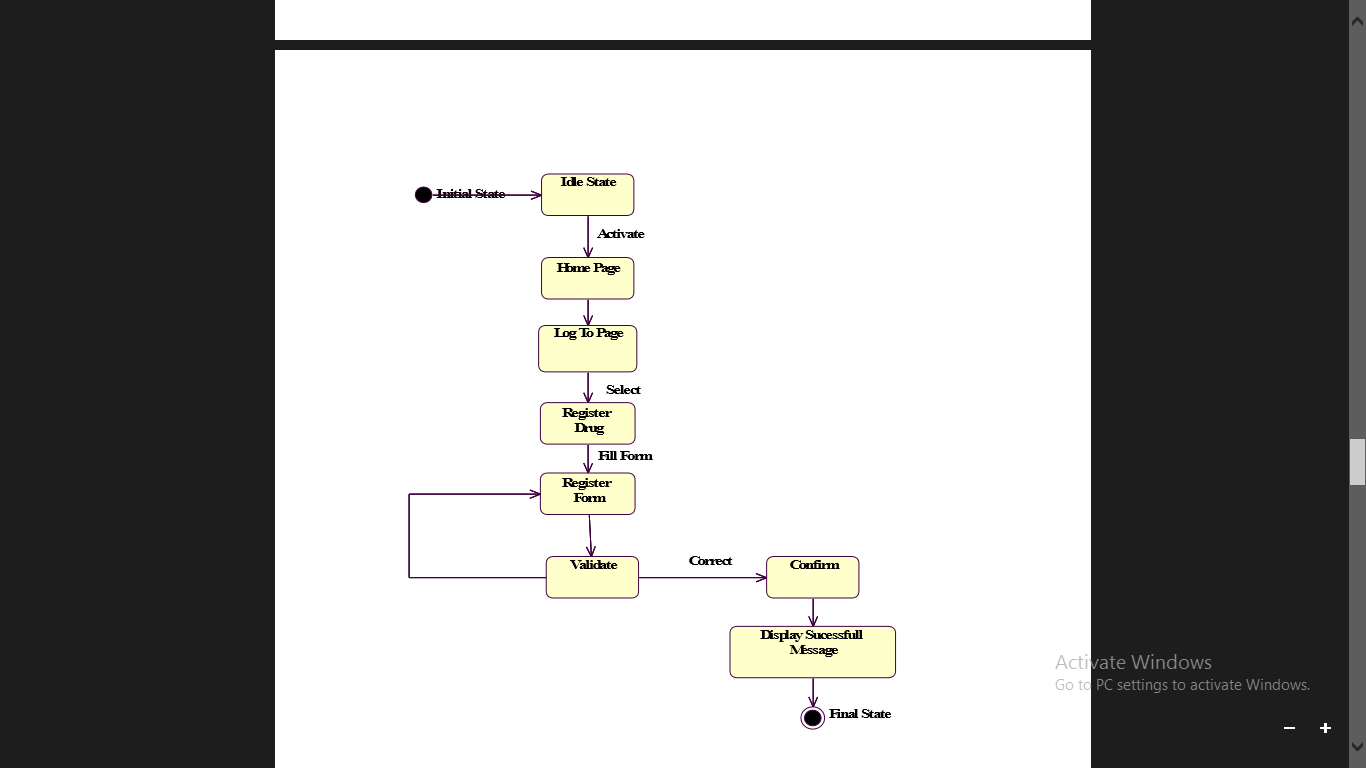 Initial State
Idle State
Activate
Home Page
Log To Page
Select
Register
Drug
Fill Form
Register
Form
Validate
Correct
Confirm
Display Sucessfull
Message
Final State
Activate Windows
Go to PC settings to activate Windows.